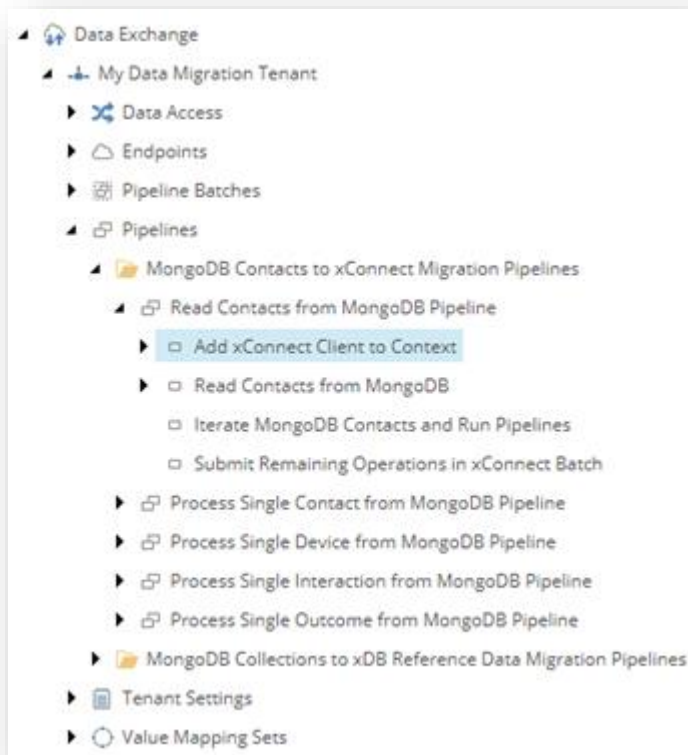 Data Exchange
My Data Migration Tenant
Data Access
Endpoints
Pipeline Batches
Pipelines
MongoDB Contacts to xConnect Migration Pipelines
Read Contacts from MongoDB Pipeline
Add xConnect Client to Context
Read Contacts from MongoDB
Iterate MongoDB Contacts and Run Pipelines
Submit Remaining Operations in xConnect Batch
Process Single Contact from MongoDB Pipeline
Process Single Device from MongoDB Pipeline
Process Single Interaction from MongoDB Pipeline
Process Single Outcome from MongoDB Pipeline
MongoDB Collections to xDB Reference Data Migration Pipelines
Tenant Settings
Value Mapping Sets